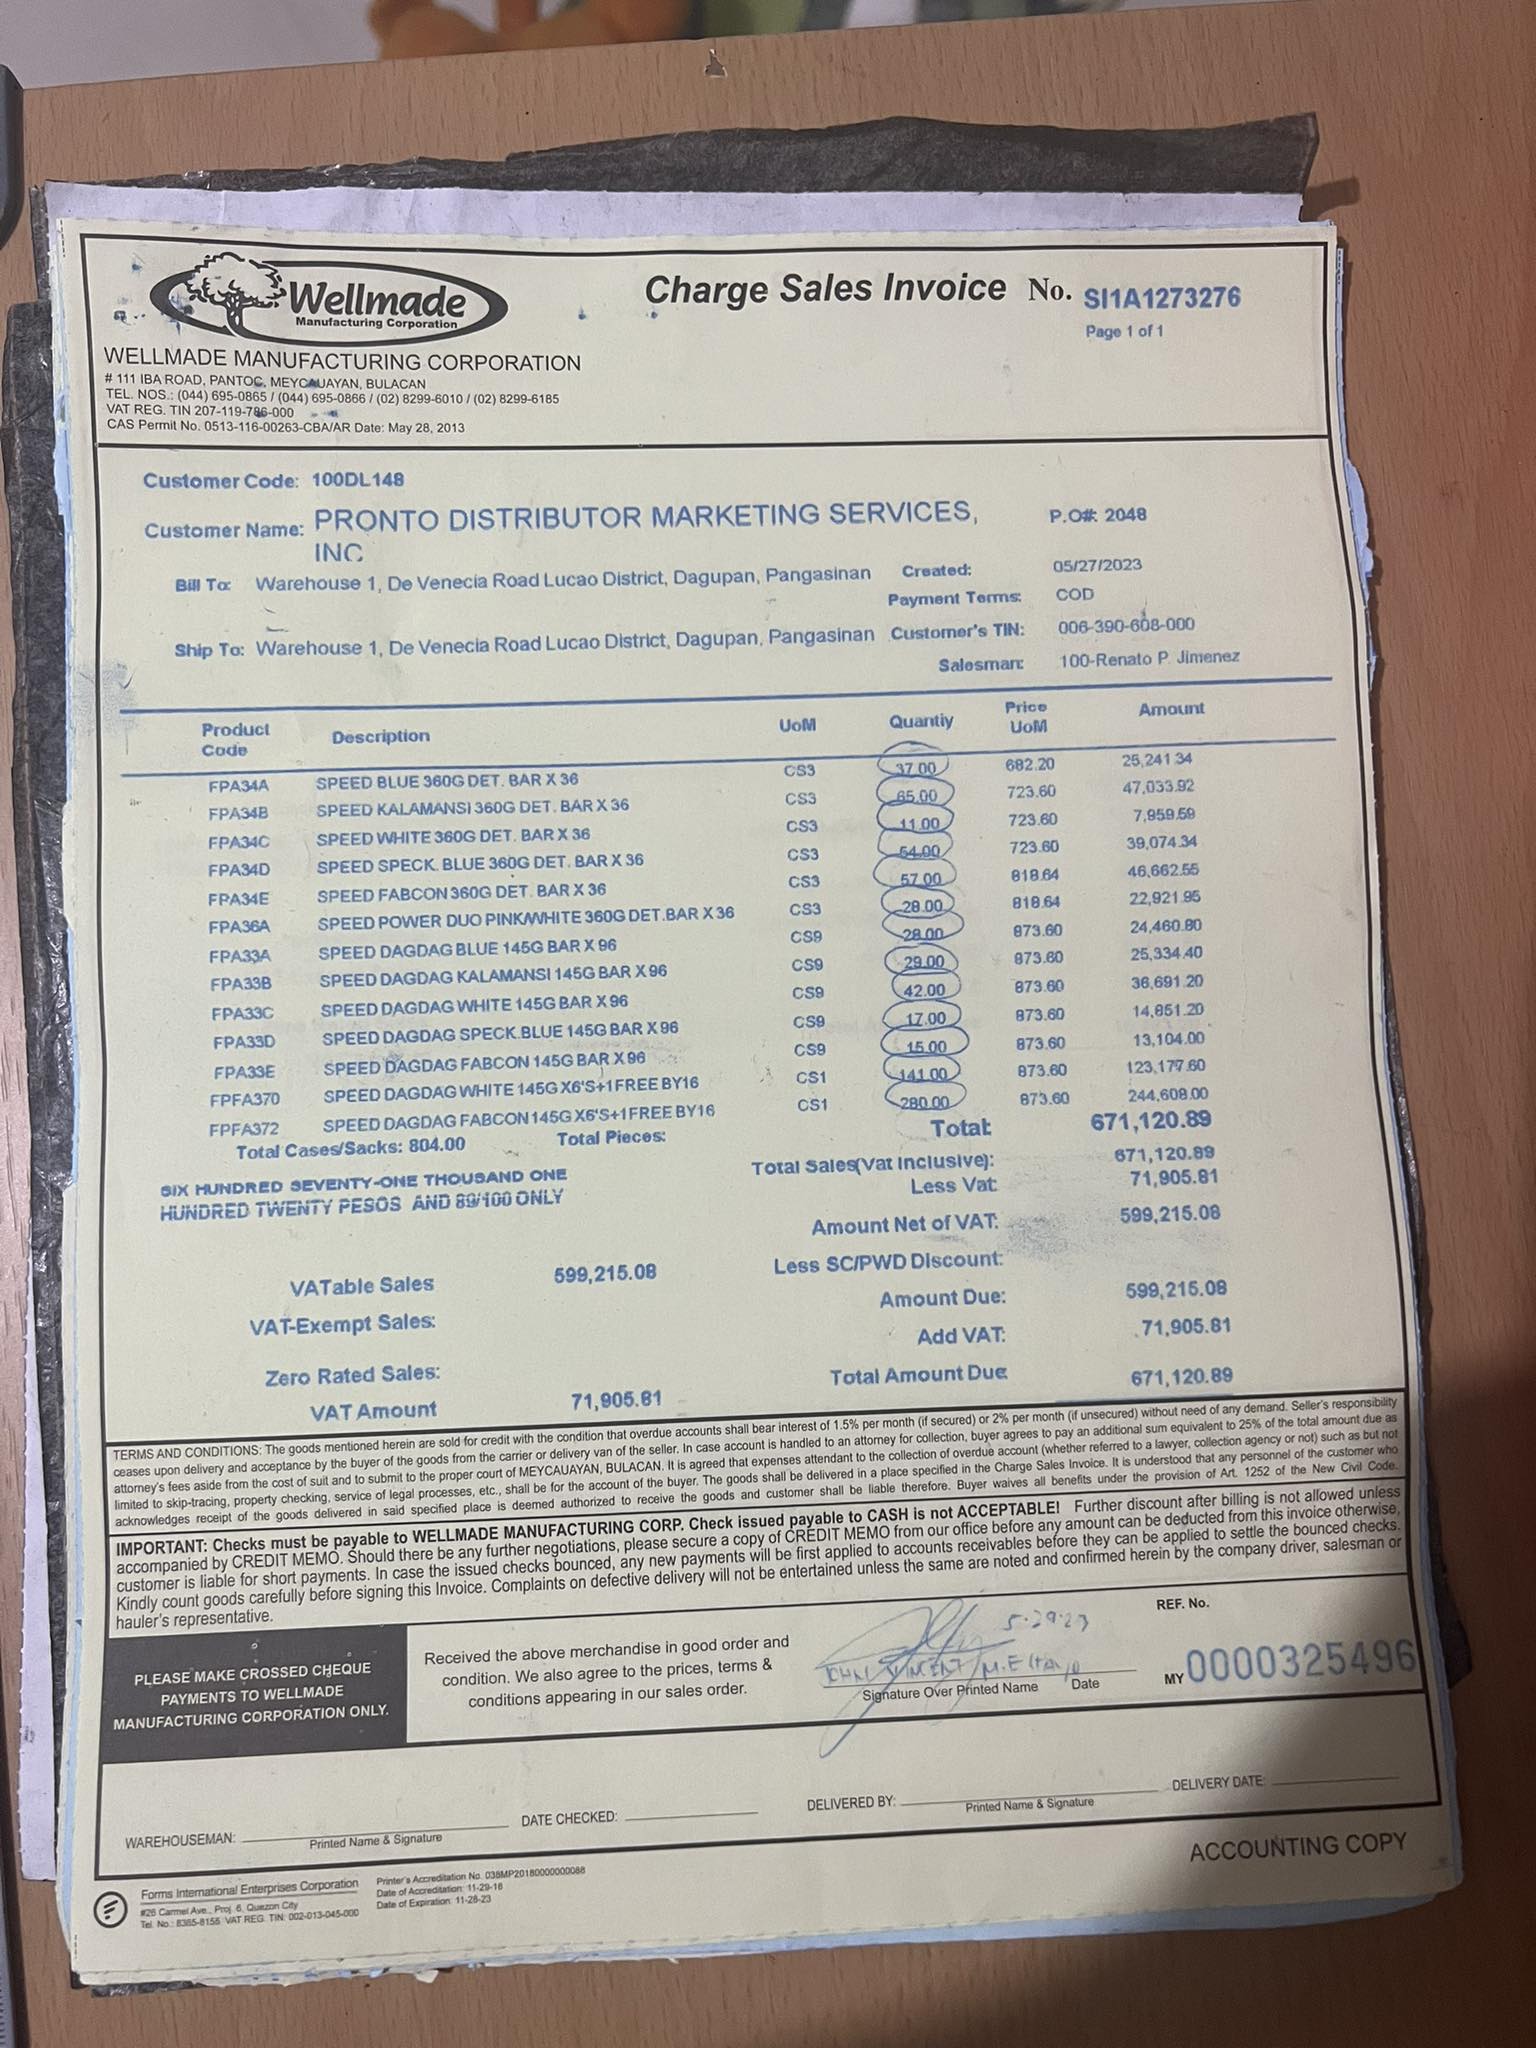 Wellmade
Manufacturing Corporation
Charge Sales Invoice No. SI1A1273276
Page 1 of 1
WELLMADE MANUFACTURING CORPORATION
# 111 IBA ROAD, PANTOC, MEYCAUAYAN, BULACAN
TEL. NOS.: (044) 695-0865 / (044) 695-0866 / (02) 8299-6010 / (02) 8299-6185
VAT REG. TIN 207-119-786-000
CAS Permit No. 0513-116-00263-CBA/AR Date: May 28, 2013
Customer Code: 100DL148
Customer Name: PRONTO DISTRIBUTOR MARKETING SERVICES, INC
P.O#: 2048
Bill To: Warehouse 1, De Venecia Road Lucao District, Dagupan, Pangasinan
Created: 05/27/2023
Payment Terms: COD
Ship To: Warehouse 1, De Venecia Road Lucao District, Dagupan, Pangasinan
Customer's TIN: 006-390-608-000
Salesman: 100-Renato P. Jimenez
Product Code Description UoM Quantiy Price UoM Amount
FPA34A SPEED BLUE 360G DET. BAR X 36 CS3 37.00 682.20 25,241.34
FPA34B SPEED KALAMANSI 360G DET. BAR X 36 CS3 65.00 723.60 47,033.92
FPA34C SPEED WHITE 360G DET. BAR X 36 CS3 11.00 723.60 7,959.59
FPA34D SPEED SPECK. BLUE 360G DET. BAR X 36 CS3 54.00 723.60 39,074.34
FPA34E SPEED FABCON 360G DET. BAR X 36 CS3 57.00 818.64 46,662.55
FPA36A SPEED POWER DUO PINK/WHITE 360G DET.BAR X 36 CS3 28.00 818.64 22,921.95
FPA33A SPEED DAGDAG BLUE 145G BAR X 96 CS9 28.00 873.60 24,460.80
FPA33B SPEED DAGDAG KALAMANSI 145G BAR X 96 CS9 29.00 873.60 25,334.40
FPA33C SPEED DAGDAG WHITE 145G BAR X 96 CS9 42.00 873.60 36,691.20
FPA33D SPEED DAGDAG SPECK.BLUE 145G BAR X 96 CS9 17.00 873.60 14,851.20
FPA33E SPEED DAGDAG FABCON 145G BAR X 96 CS9 15.00 873.60 13,104.00
FPFA370 SPEED DAGDAG WHITE 145G X6'S+1FREE BY16 CS1 141.00 873.60 123,177.60
FPFA372 SPEED DAGDAG FABCON 145G X6'S+1FREE BY16 CS1 280.00 873.60 244,608.00
Total Cases/Sacks: 804.00 Total Pieces: Total: 671,120.89
SIX HUNDRED SEVENTY-ONE THOUSAND ONE
HUNDRED TWENTY PESOS AND 89/100 ONLY
Total Sales(Vat Inclusive): 671,120.89
Less Vat: 71,905.81
Amount Net of VAT: 599,215.08
VATable Sales 599,215.08
Less SC/PWD Discount:
Amount Due: 599,215.08
VAT-Exempt Sales:
Add VAT: 71,905.81
Zero Rated Sales:
Total Amount Due 671,120.89
VAT Amount 71,905.81
TERMS AND CONDITIONS: The goods mentioned herein are sold for credit with the condition that overdue accounts shall bear interest of 1.5% per month (if secured) or 2% per month (if unsecured) without need of any demand. Seller's responsibility
ceases upon delivery and acceptance by the buyer of the goods from the carrier or delivery van of the seller. In case account is handled to an attorney for collection, buyer agrees to pay an additional sum equivalent to 25% of the total amount due as
attorney's fees aside from the cost of suit and to submit to the proper court of MEYCAUAYAN, BULACAN. It is agreed that expenses attendant to the collection of overdue account (whether referred to a lawyer, collection agency or not) such as but not
limited to skip-tracing, property checking, service of legal processes, etc., shall be for the account of the buyer. The goods shall be delivered in a place specified in the Charge Sales Invoice. It is understood that any personnel of the customer who
acknowledges receipt of the goods delivered in said specified place is deemed authorized to receive the goods and customer shall be liable therefore. Buyer waives all benefits under the provision of Art. 1252 of the New Civil Code.
IMPORTANT: Checks must be payable to WELLMADE MANUFACTURING CORP. Check issued payable to CASH is not ACCEPTABLE! Further discount after billing is not allowed unless
accompanied by CREDIT MEMO. Should there be any further negotiations, please secure a copy of CREDIT MEMO from our office before any amount can be deducted from this invoice otherwise,
customer is liable for short payments. In case the issued checks bounced, any new payments will be first applied to accounts receivables before they can be applied to settle the bounced checks.
Kindly count goods carefully before signing this Invoice. Complaints on defective delivery will not be entertained unless the same are noted and confirmed herein by the company driver, salesman or
hauler's representative.
PLEASE MAKE CROSSED CHEQUE
PAYMENTS TO WELLMADE
MANUFACTURING CORPORATION ONLY.
Received the above merchandise in good order and
condition. We also agree to the prices, terms &
conditions appearing in our sales order.
5-29-23
VINCENT
Signature Over Printed Name Date
REF. No.
MY 0000325496
WAREHOUSEMAN:
Printed Name & Signature
DATE CHECKED:
DELIVERED BY:
Printed Name & Signature
DELIVERY DATE:
ACCOUNTING COPY
Forms International Enterprises Corporation
#26 Carmel Ave., Proj. 6, Quezon City
Tel. No.: 8365-8155 VAT REG. TIN: 002-013-045-000
Printer's Accreditation No. 038MP20180000000088
Date of Accreditation: 11-29-18
Date of Expiration: 11-28-23